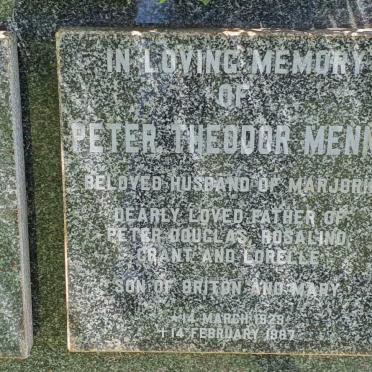 IN LOVING MEMORY
OF
PETER THEODOR
BELOVED HUSBAND OF
DEARLY LOVED FATHER OF
PETER DOUGLAS, ROSALIND,
GRANT AND LORELLE
SON OF BRITON AND MARY
14 MARCH
+14 FEBRUARY 1987